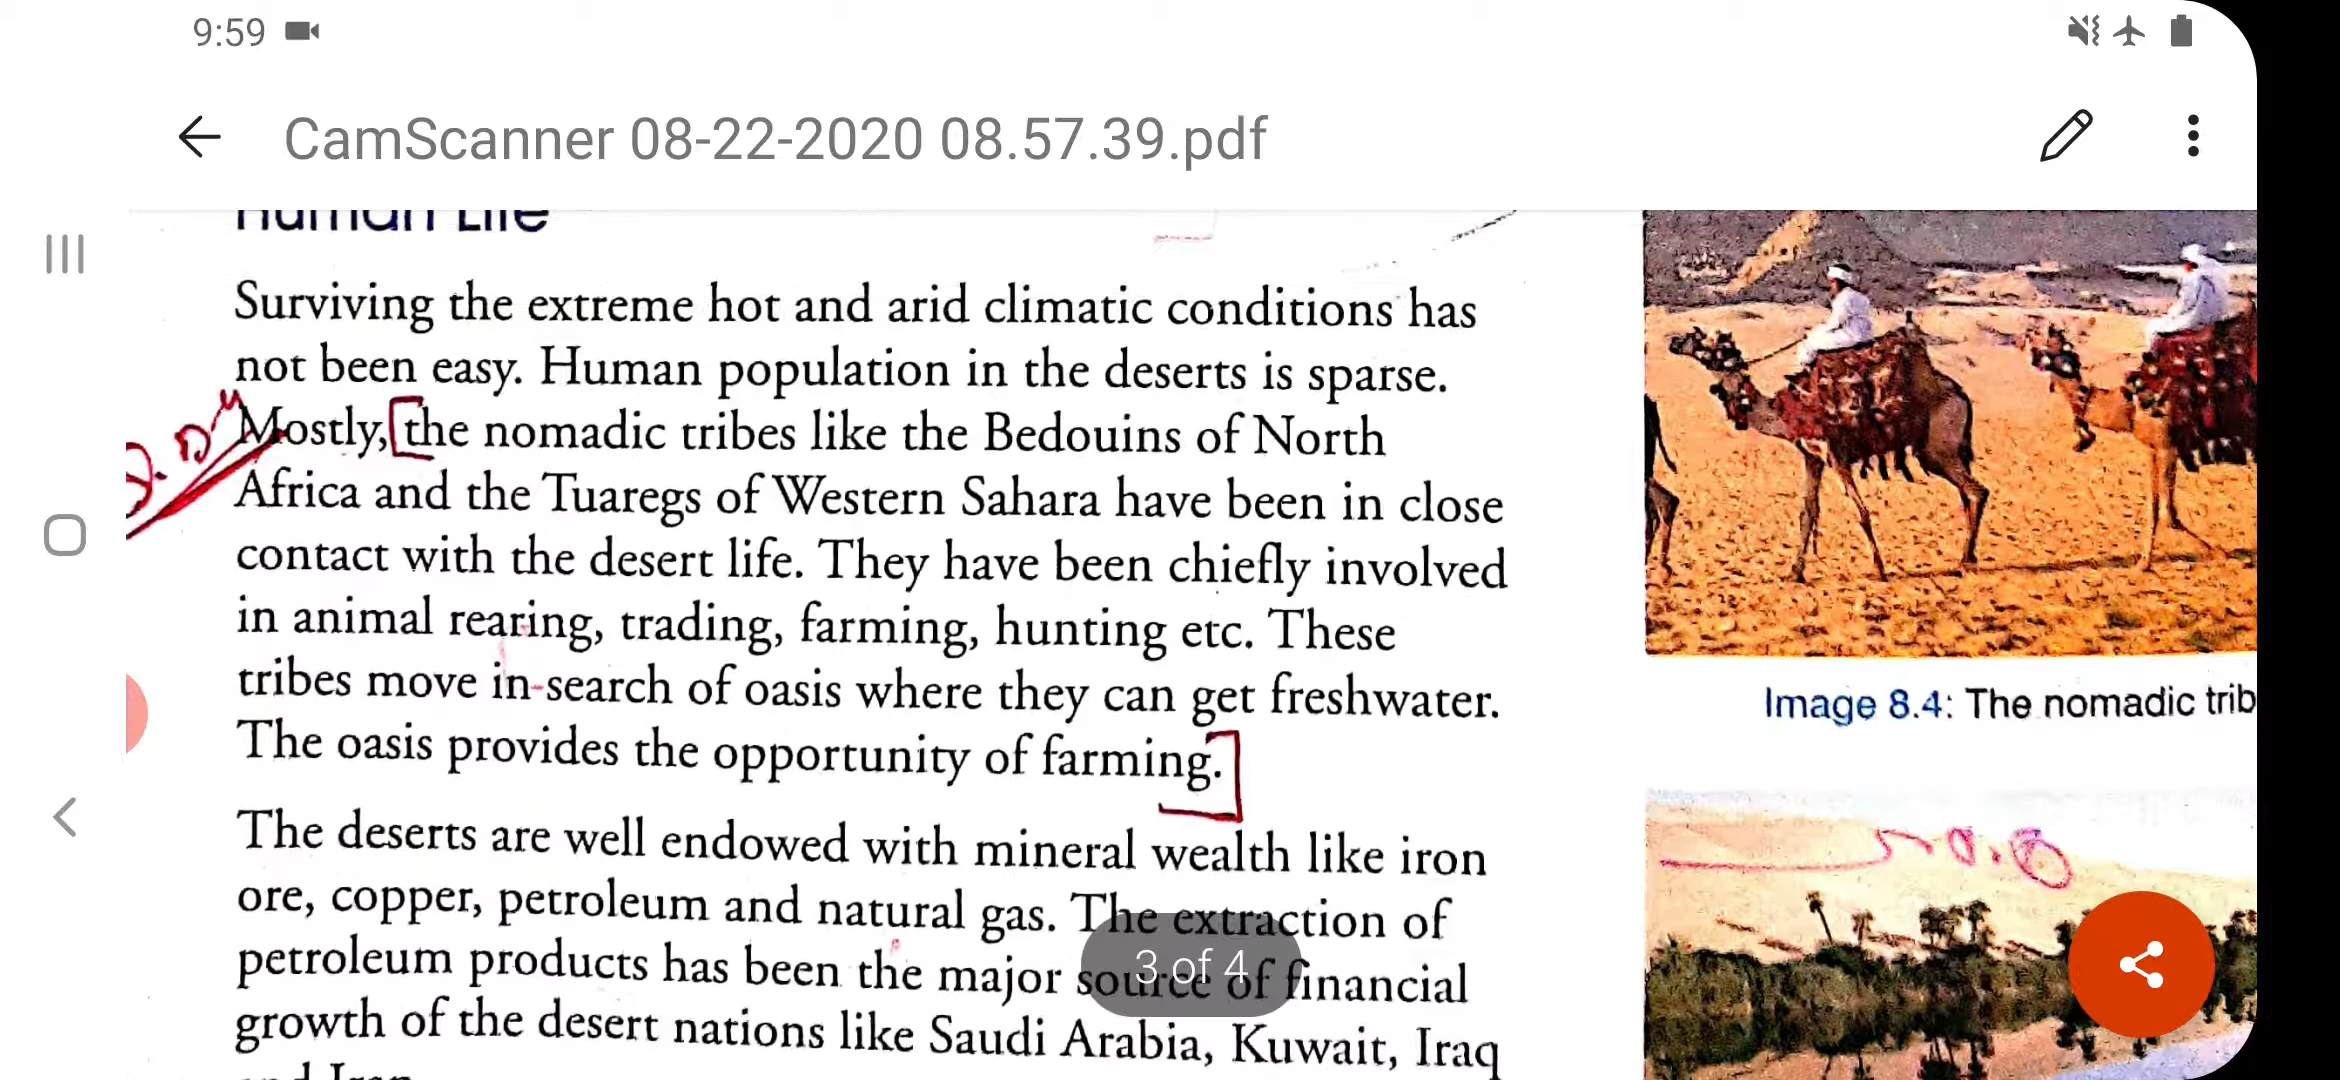 9:59
CamScanner 08-22-2020 08.57.39.pdf
Human Life
Surviving the extreme hot and arid climatic conditions has
not been easy. Human population in the deserts is sparse.
Mostly, the nomadic tribes like the Bedouins of North
Africa and the Tuaregs of Western Sahara have been in close
contact with the desert life. They have been chiefly involved
in animal rearing, trading, farming, hunting etc. These
tribes move in-search of oasis where they can get freshwater.
The oasis provides the opportunity of farming.
The deserts are well endowed with mineral wealth like iron
ore, copper, petroleum and natural gas. The extraction of
petroleum products has been the major source of financial
growth of the desert nations like Saudi Arabia, Kuwait, Iraq
and Iran
3 of 4
Image 8.4: The nomadic trib